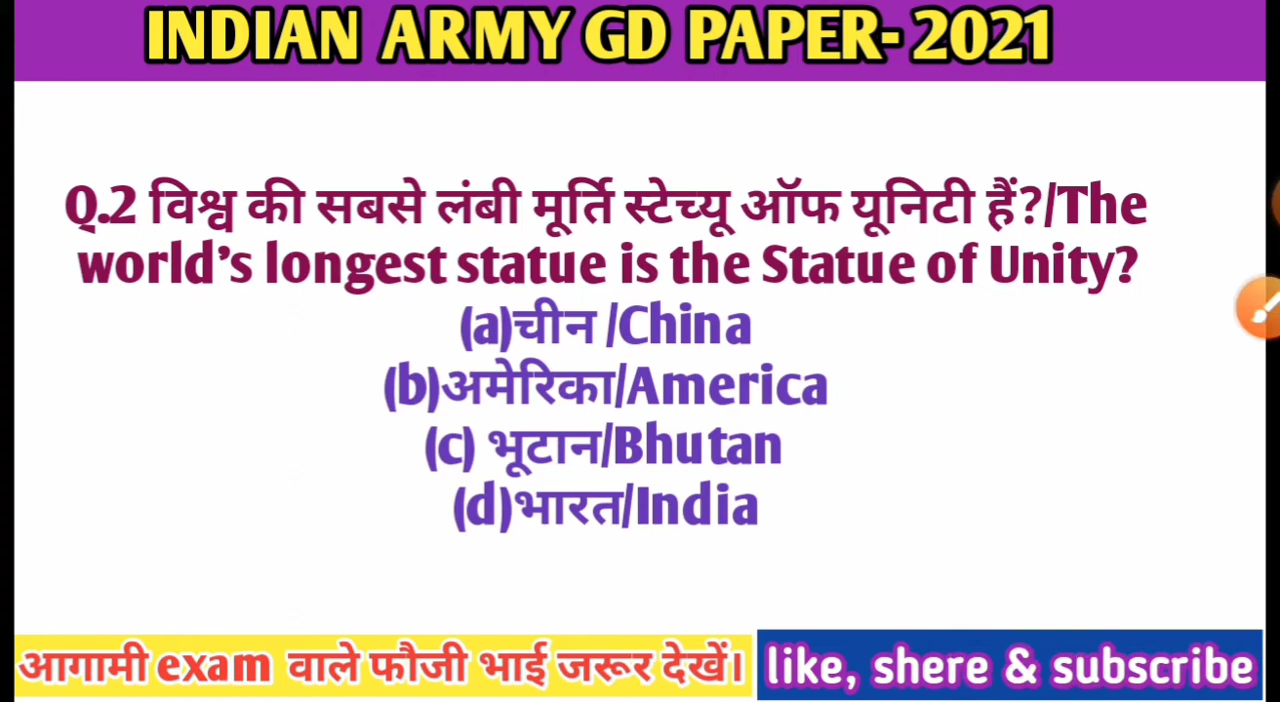 INDIAN ARMY GD PAPER- 2021
Q.2 विश्व की सबसे लंबी मूर्ति स्टेच्यू ऑफ यूनिटी हैं?/The
world's longest statue is the Statue of Unity?
(a)चीन /China
(b)अमेरिका/America
(c) भूटान/Bhutan
(d)भारत/India
आगामी exam वाले फौजी भाई जरूर देखें। like, shere & subscribe